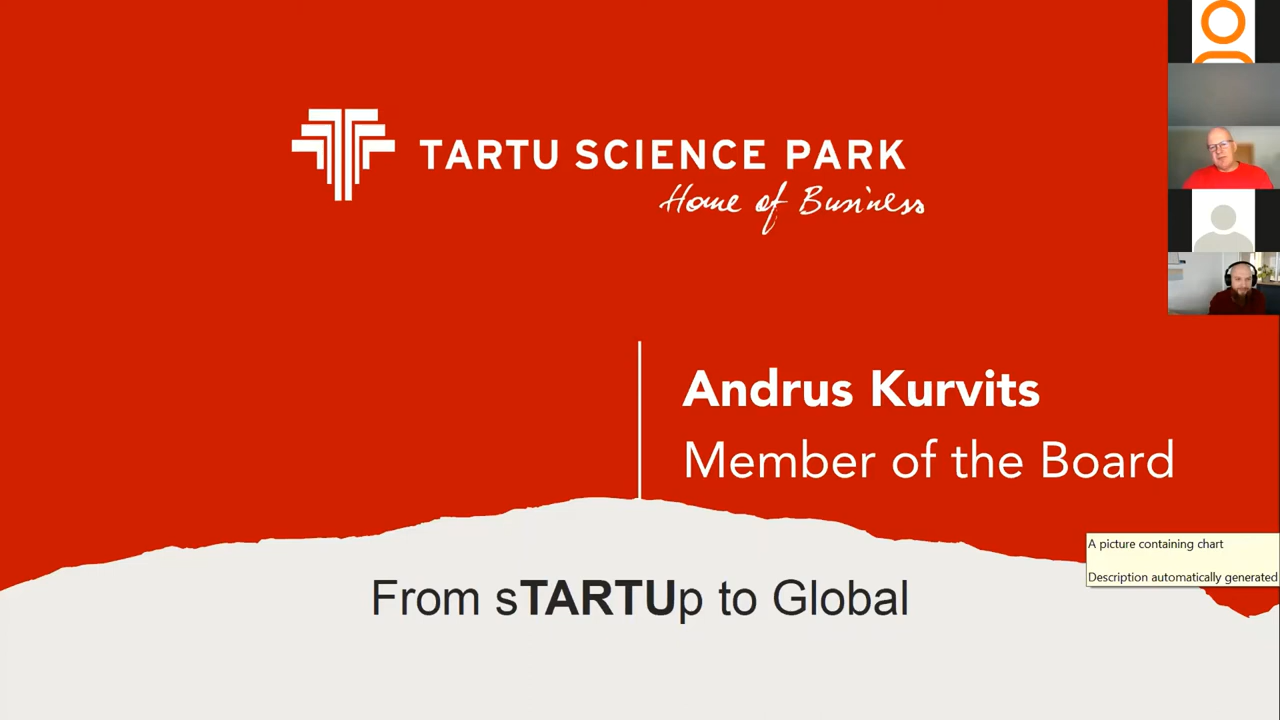 TARTU SCIENCE PARK
Home of Business
Andrus Kurvits
Member of the Board
A picture containing chart
Description automatically generated
From sTARTUp to Global